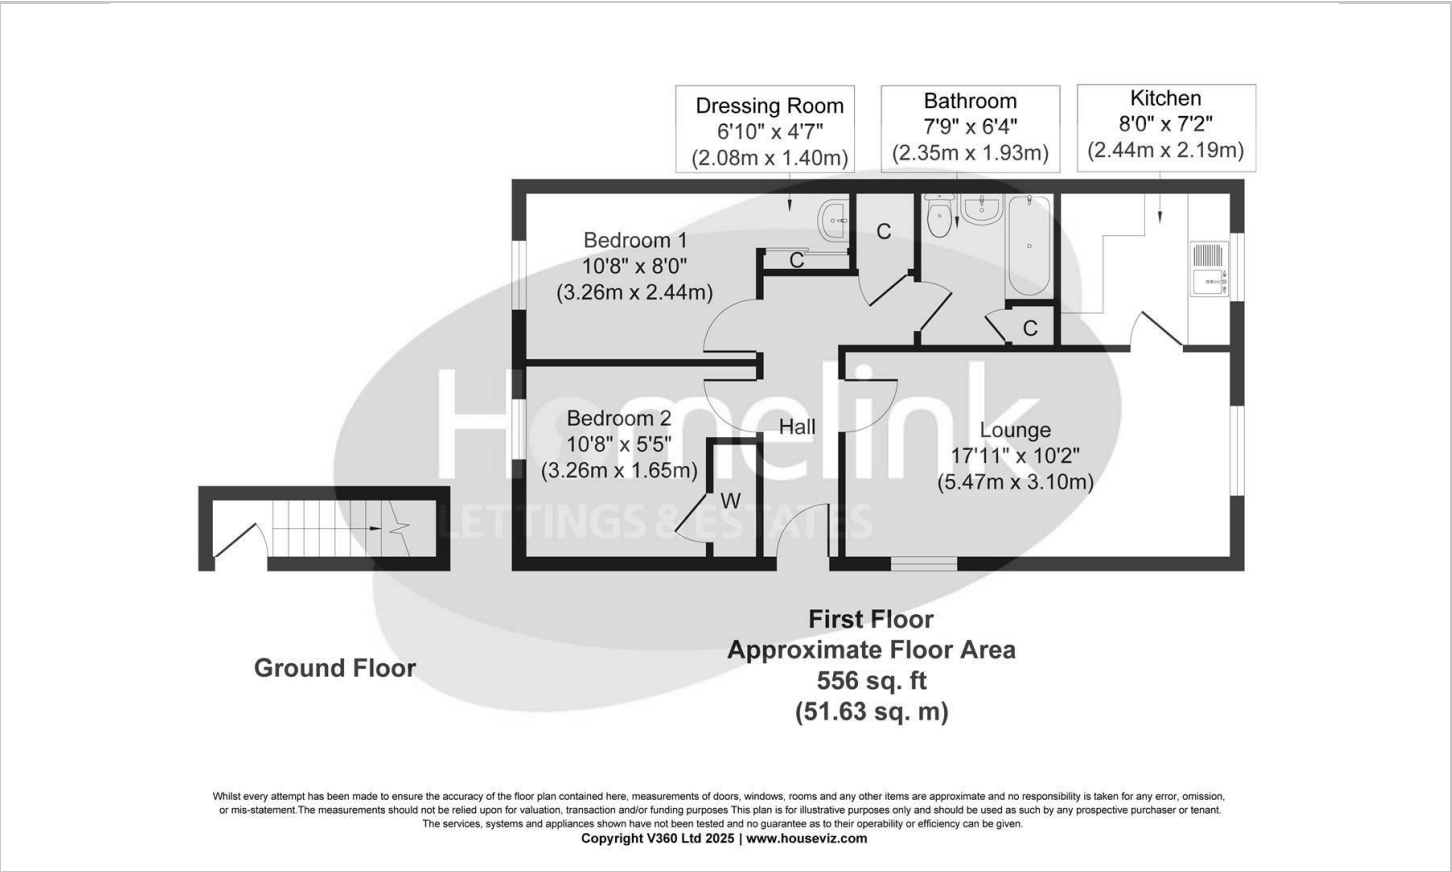 Dressing Room
6'10" x 4'7"
(2.08m x 1.40m)
Bathroom
7'9" x 6'4"
(2.35m x 1.93m)
Kitchen
8'0" x 7'2"
(2.44m x 2.19m)
Bedroom 1
10'8" x 8'0"
(3.26m x 2.44m)
C
C
C
Bedroom 2
10'8" x 5'5"
(3.26m x 1.65m)
W
Hall
Lounge
17'11" x 10'2"
(5.47m x 3.10m)
Homelink
LETTINGS & ESTATES
Ground Floor
First Floor
Approximate Floor Area
556 sq. ft
(51.63 sq. m)
Whilst every attempt has been made to ensure the accuracy of the floor plan contained here, measurements of doors, windows, rooms and any other items are approximate and no responsibility is taken for any error, omission,
or mis-statement.The measurements should not be relied upon for valuation, transaction and/or funding purposes This plan is for illustrative purposes only and should be used as such by any prospective purchaser or tenant.
The services, systems and appliances shown have not been tested and no guarantee as to their operability or efficiency can be given.
Copyright V360 Ltd 2025 | www.houseviz.com